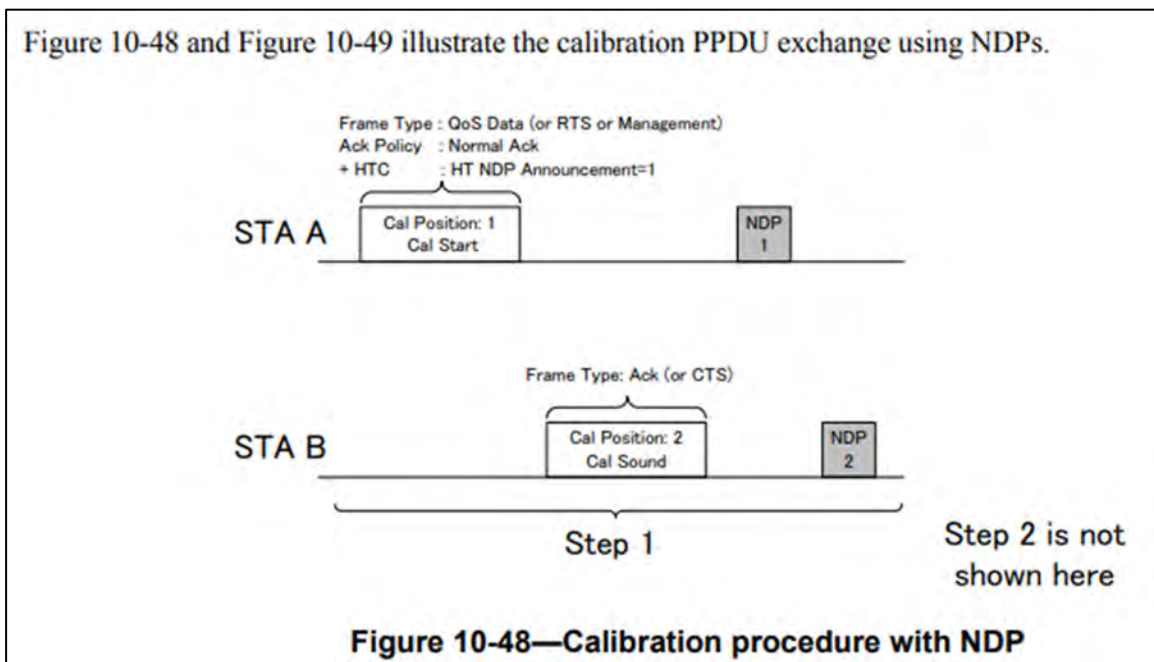 Figure 10-48 and Figure 10-49 illustrate the calibration PPDU exchange using NDPs.
Frame Type : QoS Data (or RTS or Management)
Ack Policy : Normal Ack
+ HTC : HT NDP Announcement=1
STA A
Cal Position: 1
Cal Start
NDP
1
Frame Type: Ack (or CTS)
STA B
Cal Position: 2
Cal Sound
NDP
2
Step 1
Step 2 is not
shown here
Figure 10-48—Calibration procedure with NDP